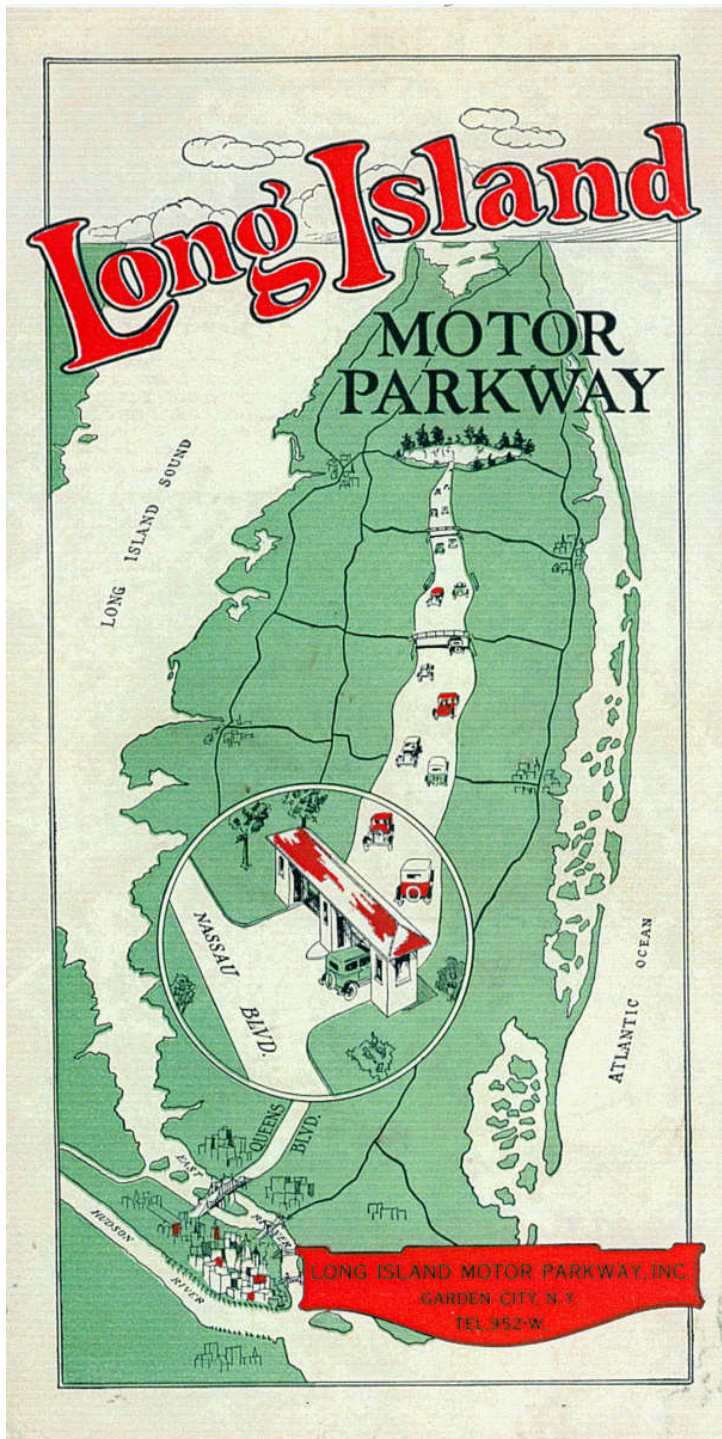 Long Island
MOTOR
PARKWAY
LONG ISLAND SOUND
NASSAU BLVD.
ATLANTIC OCEAN
QUEENS
BLVD.
EAST
RIVER
HUDSON
RIVER
LONG ISLAND MOTOR PARKWAY, INC.
GARDEN CITY, N.Y.
TEL. 952-W